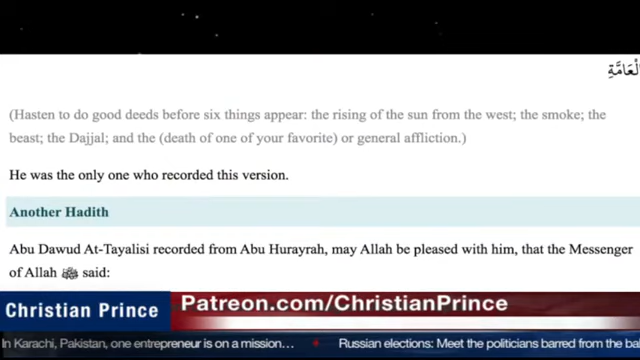 الْعَامَّةِ
(Hasten to do good deeds before six things appear: the rising of the sun from the west; the smoke; the
beast; the Dajjal; and the (death of one of your favorite) or general affliction.)
He was the only one who recorded this version.
Another Hadith
Abu Dawud At-Tayalisi recorded from Abu Hurayrah, may Allah be pleased with him, that the Messenger
of Allah ﷺ said:
Christian Prince
Patreon.com/ChristianPrince
In Karachi, Pakistan, one entrepreneur is on a mission… Russian elections: Meet the politicians barred from the ba